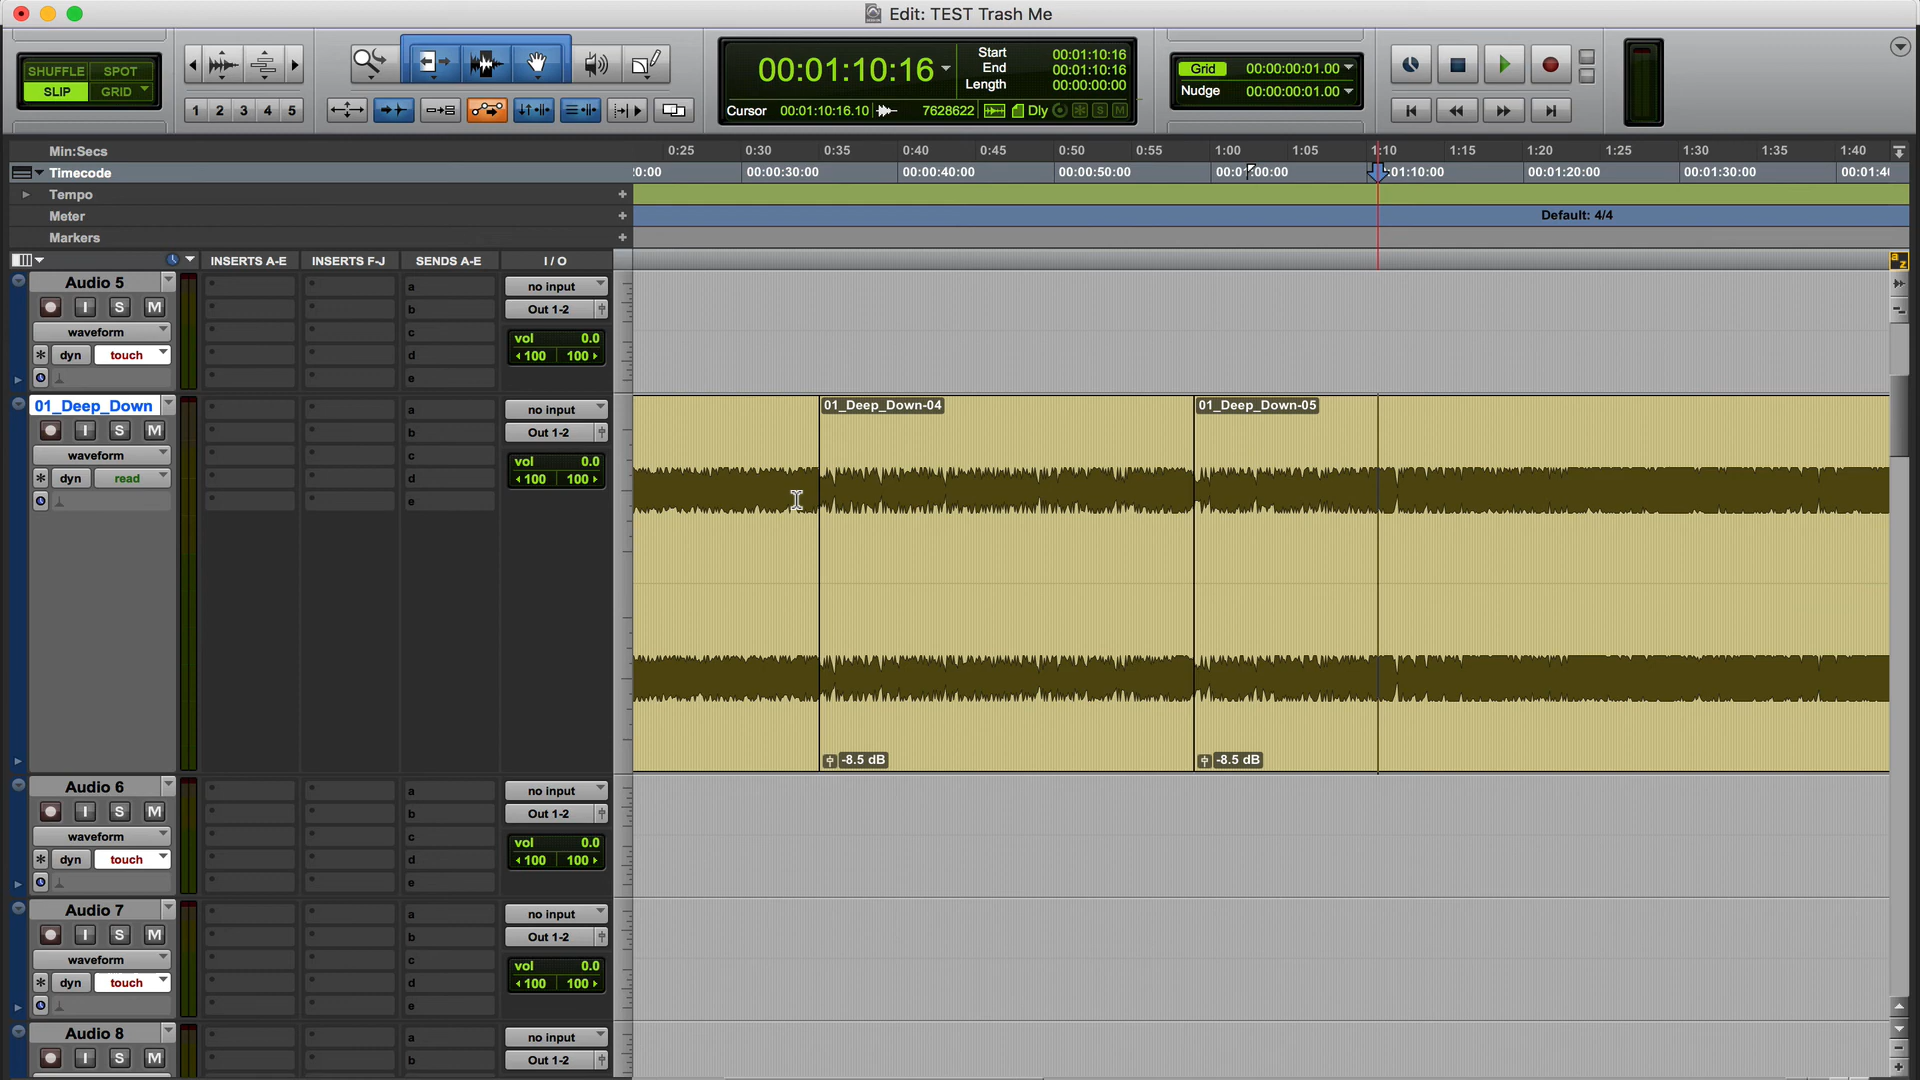 Edit: TEST Trash Me
SHUFFLE SPOT
SLIP GRID
1 2 3 4 5
00:01:10:16
Start 00:01:10:16
End 00:01:10:16
Length 00:00:00:00
Cursor 00:01:10:16.10 7628622 Dly S M
Grid 00:00:00:01.00
Nudge 00:00:00:01.00
Min:Secs 0:25 0:30 0:35 0:40 0:45 0:50 0:55 1:00 1:05 1:10 1:15 1:20 1:25 1:30 1:35 1:40
Timecode 00:00:30:00 00:00:40:00 00:00:50:00 00:01:00:00 :01:10:00 00:01:20:00 00:01:30:00
Tempo
Meter Default: 4/4
Markers
INSERTS A-E INSERTS F-J SENDS A-E I / O
a z
Audio 5
I S M
waveform
dyn touch
a
b
c
d
e
no input
Out 1-2
vol 0.0
100 100
01_Deep_Down
I S M
waveform
dyn read
a
b
c
d
e
no input
Out 1-2
vol 0.0
100 100
01_Deep_Down-04
01_Deep_Down-05
-8.5 dB
-8.5 dB
Audio 6
I S M
waveform
dyn touch
a
b
c
d
e
no input
Out 1-2
vol 0.0
100 100
Audio 7
I S M
waveform
dyn touch
a
b
c
d
e
no input
Out 1-2
vol 0.0
100 100
Audio 8
I S M
a
b
no input
Out 1-2